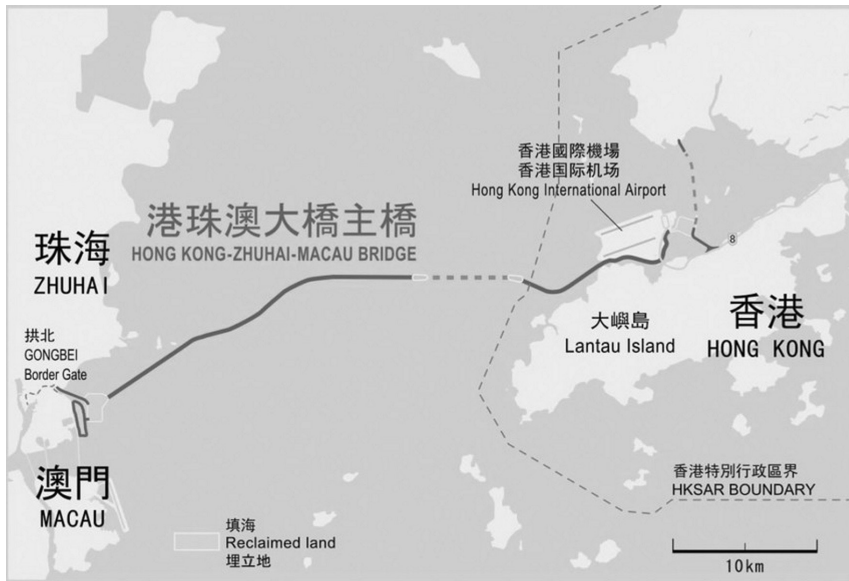 香港國際機場
香港国际机场
Hong Kong International Airport
港珠澳大橋主橋
HONG KONG-ZHUHAI-MACAU BRIDGE
珠海
ZHUHAI
8
香港
HONG KONG
大嶼島
Lantau Island
拱北
GONGBEI
Border Gate
澳門
MACAU
香港特別行政區界
HKSAR BOUNDARY
填海
Reclaimed land
埋立地
10km